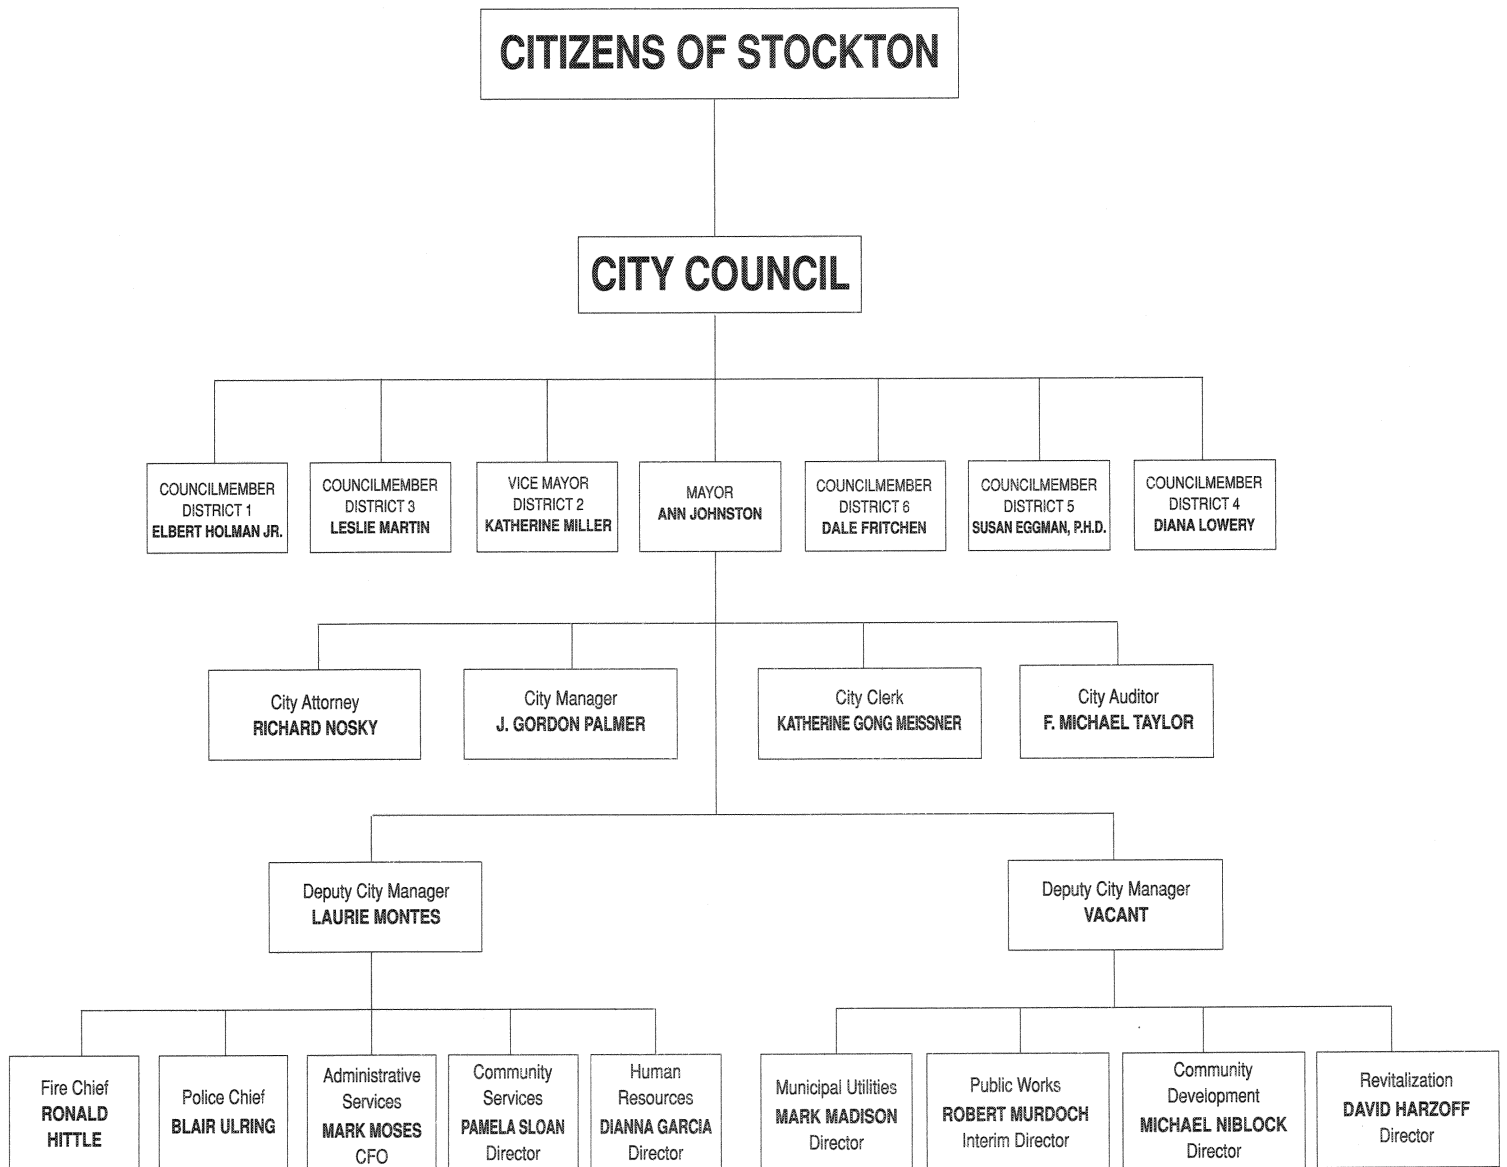 CITIZENS OF STOCKTON
CITY COUNCIL
COUNCILMEMBER
DISTRICT 1
ELBERT HOLMAN JR.
COUNCILMEMBER
DISTRICT 3
LESLIE MARTIN
VICE MAYOR
DISTRICT 2
KATHERINE MILLER
MAYOR
ANN JOHNSTON
COUNCILMEMBER
DISTRICT 6
DALE FRITCHEN
COUNCILMEMBER
DISTRICT 5
SUSAN EGGMAN, P.H.D.
COUNCILMEMBER
DISTRICT 4
DIANA LOWERY
City Attorney
RICHARD NOSKY
City Manager
J. GORDON PALMER
City Clerk
KATHERINE GONG MEISSNER
City Auditor
F. MICHAEL TAYLOR
Deputy City Manager
LAURIE MONTES
Deputy City Manager
VACANT
Fire Chief
RONALD
HITTLE
Police Chief
BLAIR ULRING
Administrative
Services
MARK MOSES
CFO
Community
Services
PAMELA SLOAN
Director
Human
Resources
DIANNA GARCIA
Director
Municipal Utilities
MARK MADISON
Director
Public Works
ROBERT MURDOCH
Interim Director
Community
Development
MICHAEL NIBLOCK
Director
Revitalization
DAVID HARZOFF
Director